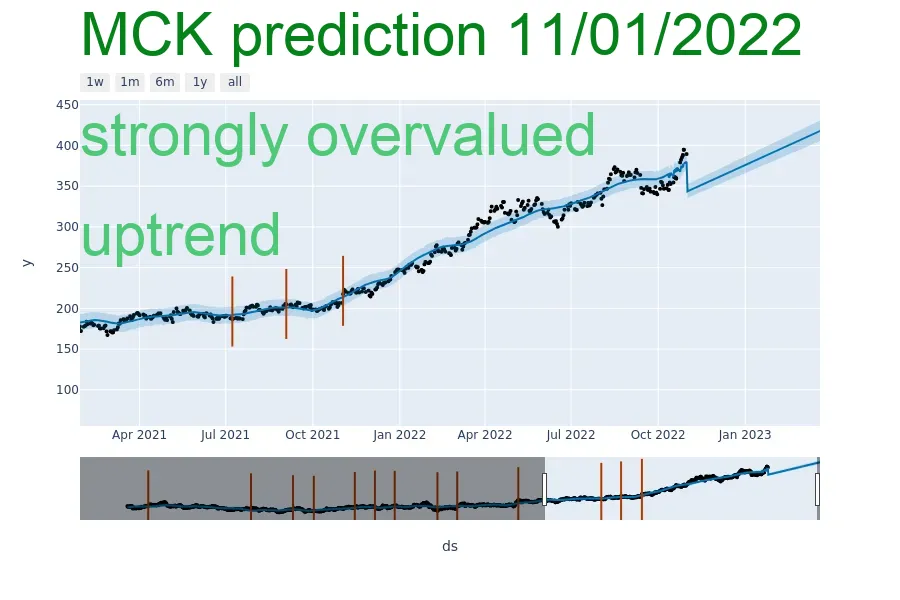 MCK prediction 11/01/2022
1w 1m 6m 1y all
450
strongly overvalued
400
350
300
uptrend
250
y
200
150
100
Apr 2021 Jul 2021 Oct 2021 Jan 2022 Apr 2022 Jul 2022 Oct 2022 Jan 2023
ds